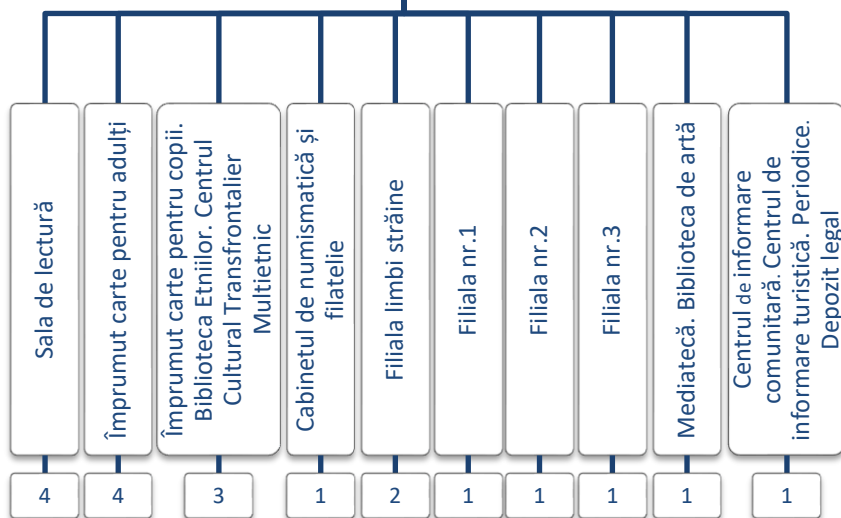 Sala de lectură
Împrumut carte pentru adulți
Împrumut carte pentru copii.
Biblioteca Etniilor. Centrul
Cultural Transfrontalier
Multietnic
Cabinetul de numismatică și
filatelie
Filiala limbi străine
Filiala nr.1
Filiala nr.2
Filiala nr.3
Mediatecă. Biblioteca de artă
Centrul de informare
comunitară. Centrul de
informare turistică. Periodice.
Depozit legal
4
4
3
1
2
1
1
1
1
1